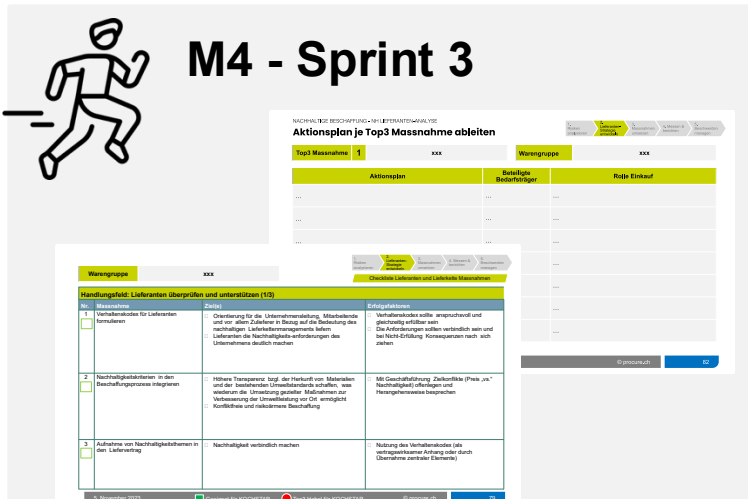 M4 - Sprint 3
NACHHALTIGE BESCHAFFUNG - NH LIEFERANTEN-ANALYSE
Aktionsplan je Top3 Massnahme ableiten
Top3 Massnahme 1 xxx Warengruppe xxx
Aktionsplan Beteiligte Bedarfsträger Rolle Einkauf
... ... ...
... ... ...
... ... ...
...
...
...
...
© procure.ch 82
Warengruppe xxx
Checkliste Lieferanten und Lieferkette Massnahmen
Handlungsfeld: Lieferanten überprüfen und unterstützen (1/3)
Nr. Massnahme Ziel(e) Erfolgsfaktoren
1 Verhaltenskodes für Lieferanten
formulieren
Orientierung für die Unternehmensleitung, Mitarbeitende
und vor allem Zulieferer in Bezug auf die Bedeutung des
nachhaltigen Lieferkettenmanagements liefern
Lieferanten die Nachhaltigkeits-anforderungen des
Unternehmens deutlich machen
Verhaltenskodes sollte anspruchsvoll und
gleichzeitig erfüllbar sein
Die Anforderungen sollten verbindlich sein und
bei Nicht-Erfüllung Konsequenzen nach sich
ziehen
2 Nachhaltigkeitskriterien in den
Beschaffungsprozess integrieren
Höhere Transparenz bzgl. der Herkunft von Materialien
und der bestehenden Umweltstandards schaffen, was
wiederum die Umsetzung gezielter Maßnahmen zur
Verbesserung der Umweltleistung vor Ort ermöglicht
Konfliktfreie und risikoärmere Beschaffung
Mit Geschäftsführung Zielkonflikte (Preis „vs.“
Nachhaltigkeit) offenlegen und
Herangehensweise besprechen
3 Aufnahme von Nachhaltigkeitsthemen in
den Liefervertrag
Nachhaltigkeit verbindlich machen
Nutzung des Verhaltenskodex (als
vertragswirksamer Anhang oder durch
Übernahme zentraler Elemente)
5. November 2023 © procure.ch 79